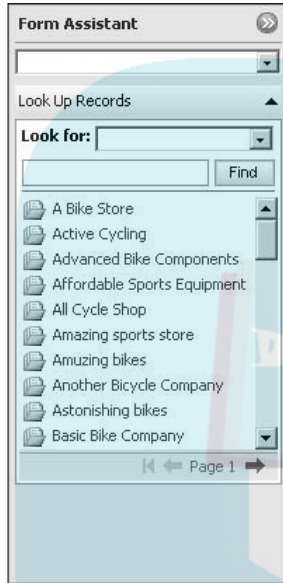 Form Assistant
Look Up Records
Look for:
Find
A Bike Store
Active Cycling
Advanced Bike Components
Affordable Sports Equipment
All Cycle Shop
Amazing sports store
Amuzing bikes
Another Bicycle Company
Astonishing bikes
Basic Bike Company
Page 1